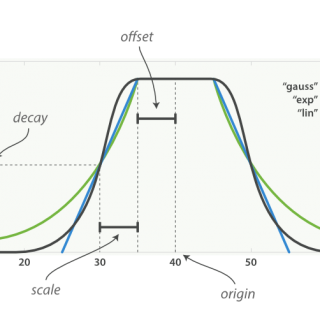 offset
"gauss"
"exp"
"lin"
decay
20
30
40
50
scale
origin